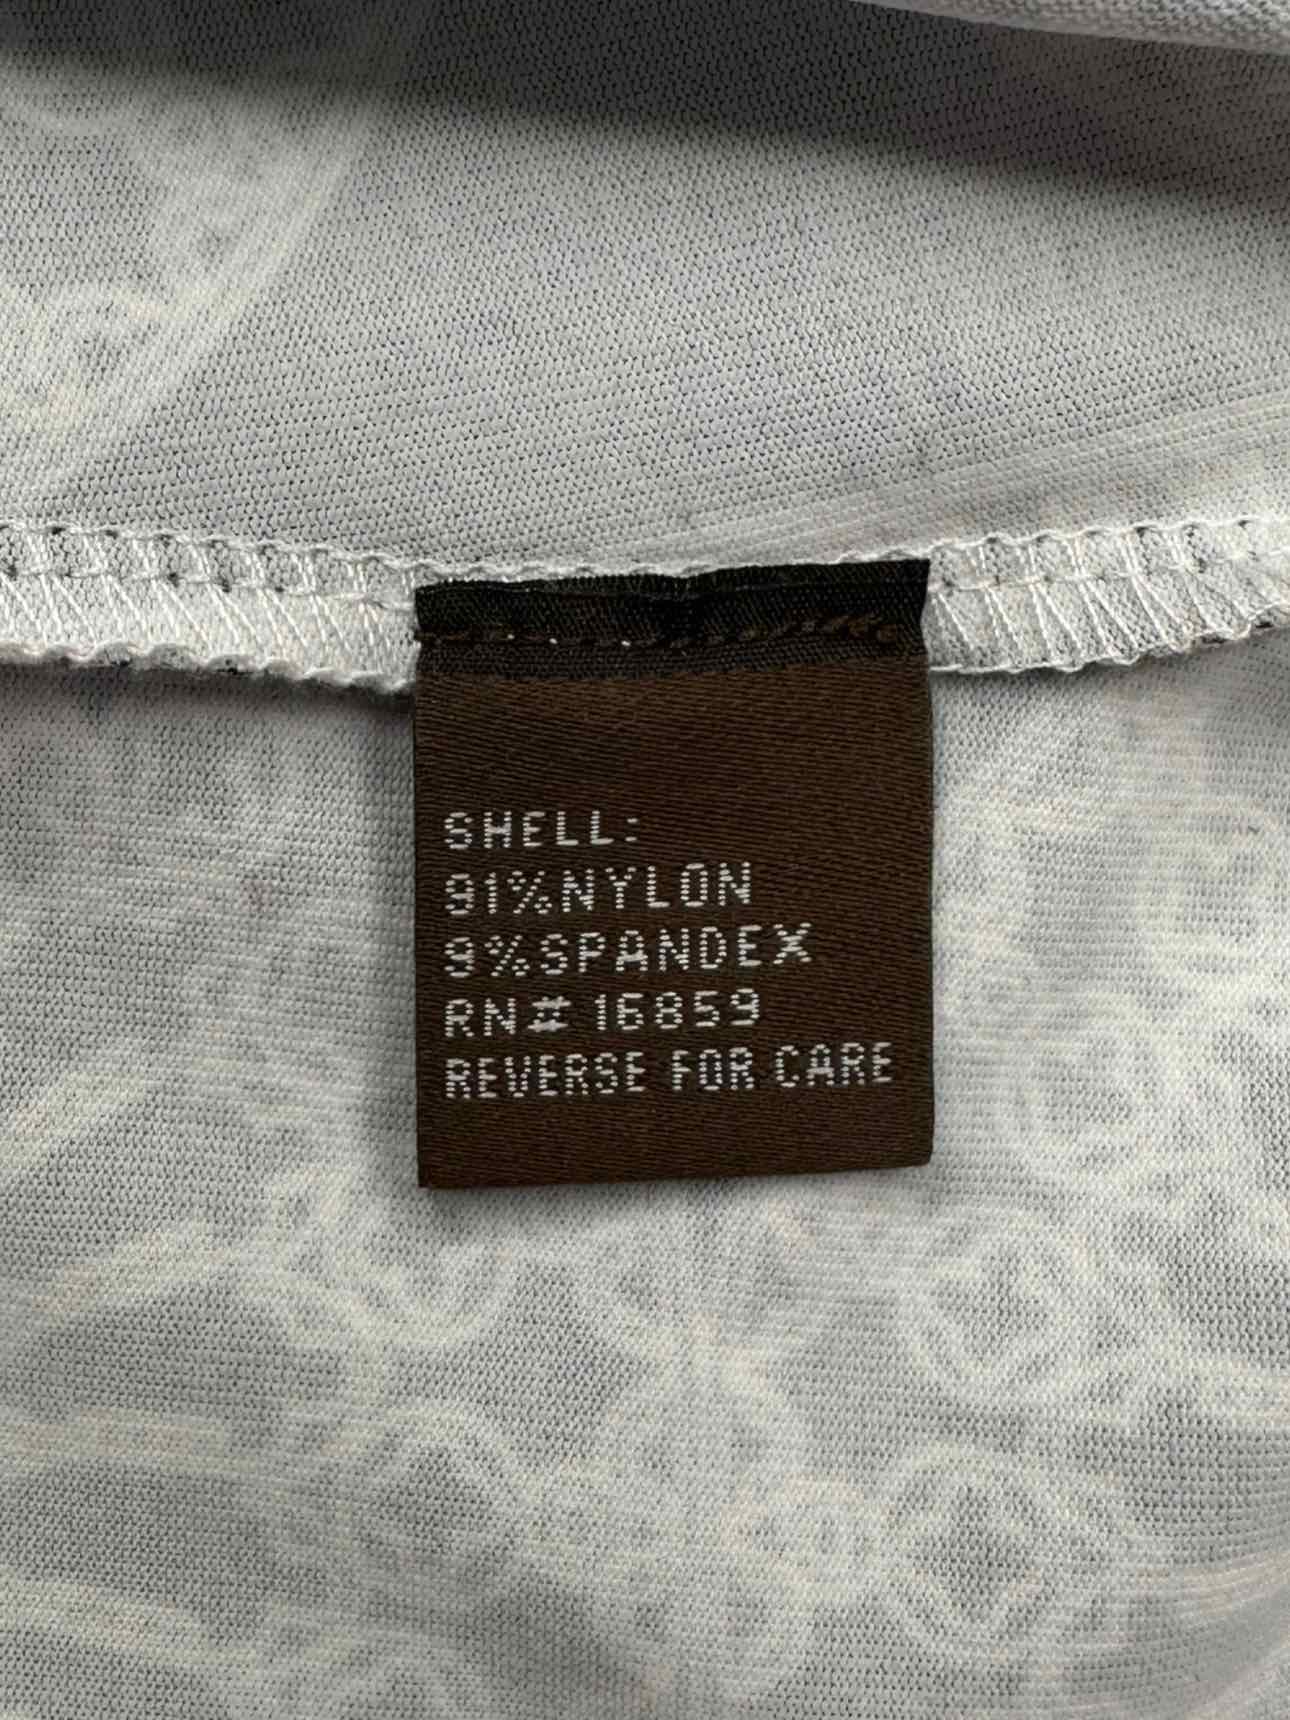 SHELL:
91%NYLON
9%SPANDEX
RN# 16859
REVERSE FOR CARE